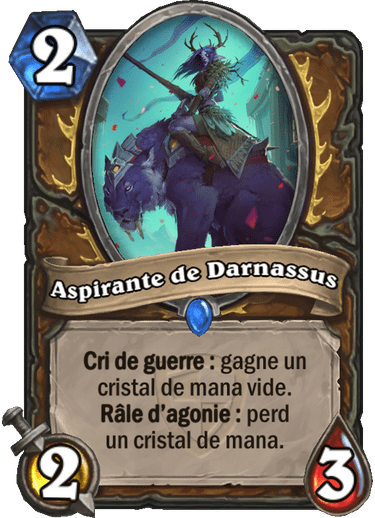 2
Aspirante de Darnassus
Cri de guerre : gagne un
cristal de mana vide.
Râle d’agonie : perd
un cristal de mana.
2
3